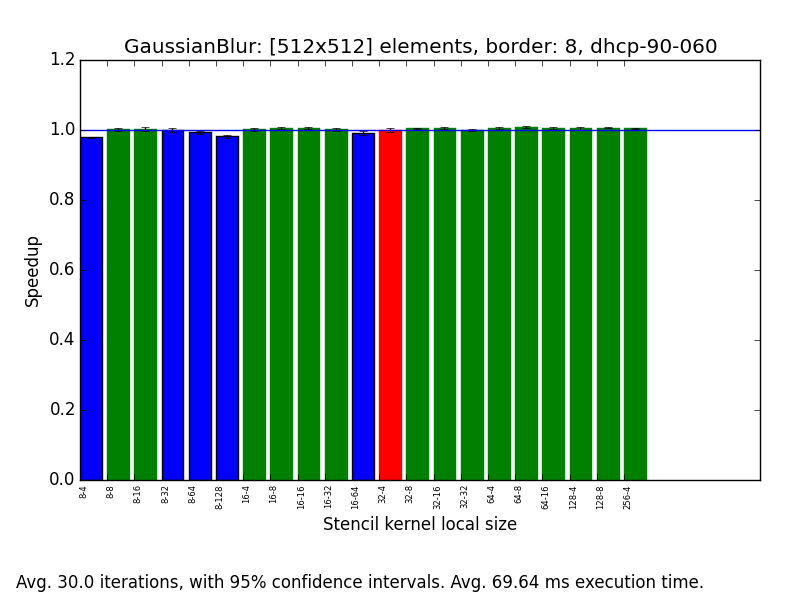 GaussianBlur: [512x512] elements, border: 8, dhcp-90-060
1.2
1.0
0.8
0.6
0.4
0.2
0.0
Speedup
8-4 8-8 8-16 8-32 8-64 8-128 16-4 16-8 16-16 16-32 16-64 32-4 32-8 32-16 32-32 64-4 64-8 64-16 128-4 128-8 256-4
Stencil kernel local size
Avg. 30.0 iterations, with 95% confidence intervals. Avg. 69.64 ms execution time.